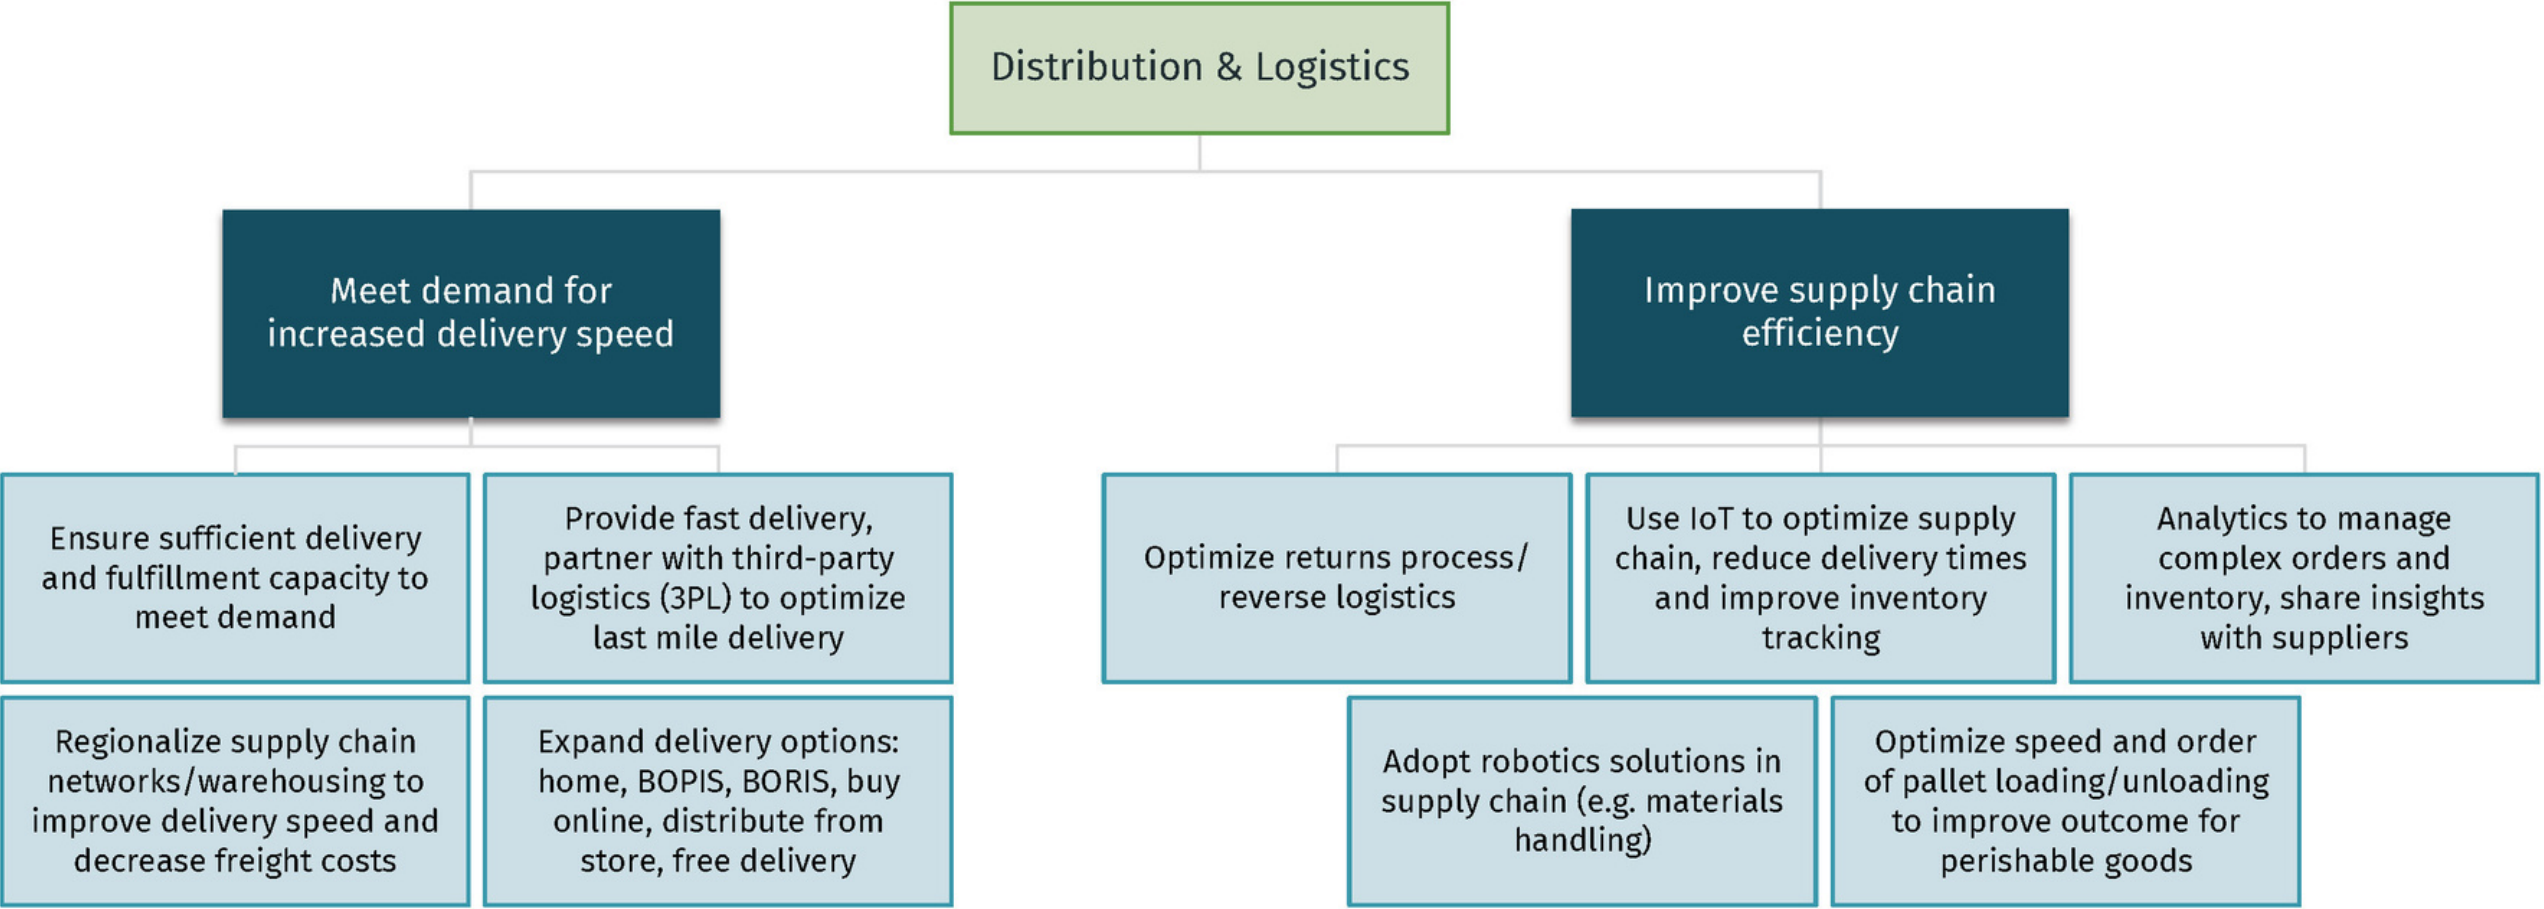 Distribution & Logistics
Meet demand for
increased delivery speed
Improve supply chain
efficiency
Ensure sufficient delivery
and fulfillment capacity to
meet demand
Provide fast delivery,
partner with third-party
logistics (3PL) to optimize
last mile delivery
Regionalize supply chain
networks/warehousing to
improve delivery speed and
decrease freight costs
Expand delivery options:
home, BOPIS, BORIS, buy
online, distribute from
store, free delivery
Optimize returns process/
reverse logistics
Use IoT to optimize supply
chain, reduce delivery times
and improve inventory
tracking
Analytics to manage
complex orders and
inventory, share insights
with suppliers
Adopt robotics solutions in
supply chain (e.g. materials
handling)
Optimize speed and order
of pallet loading/unloading
to improve outcome for
perishable goods